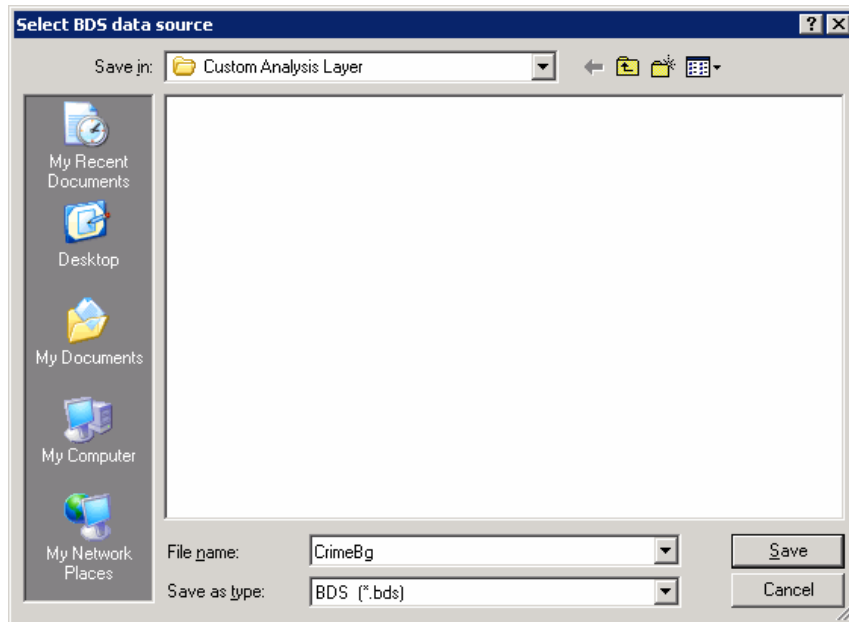 Select BDS data source
Save in: Custom Analysis Layer
My Recent
Documents
Desktop
My Documents
My Computer
My Network
Places
File name: CrimeBg Save
Save as type: BDS (*.bds) Cancel